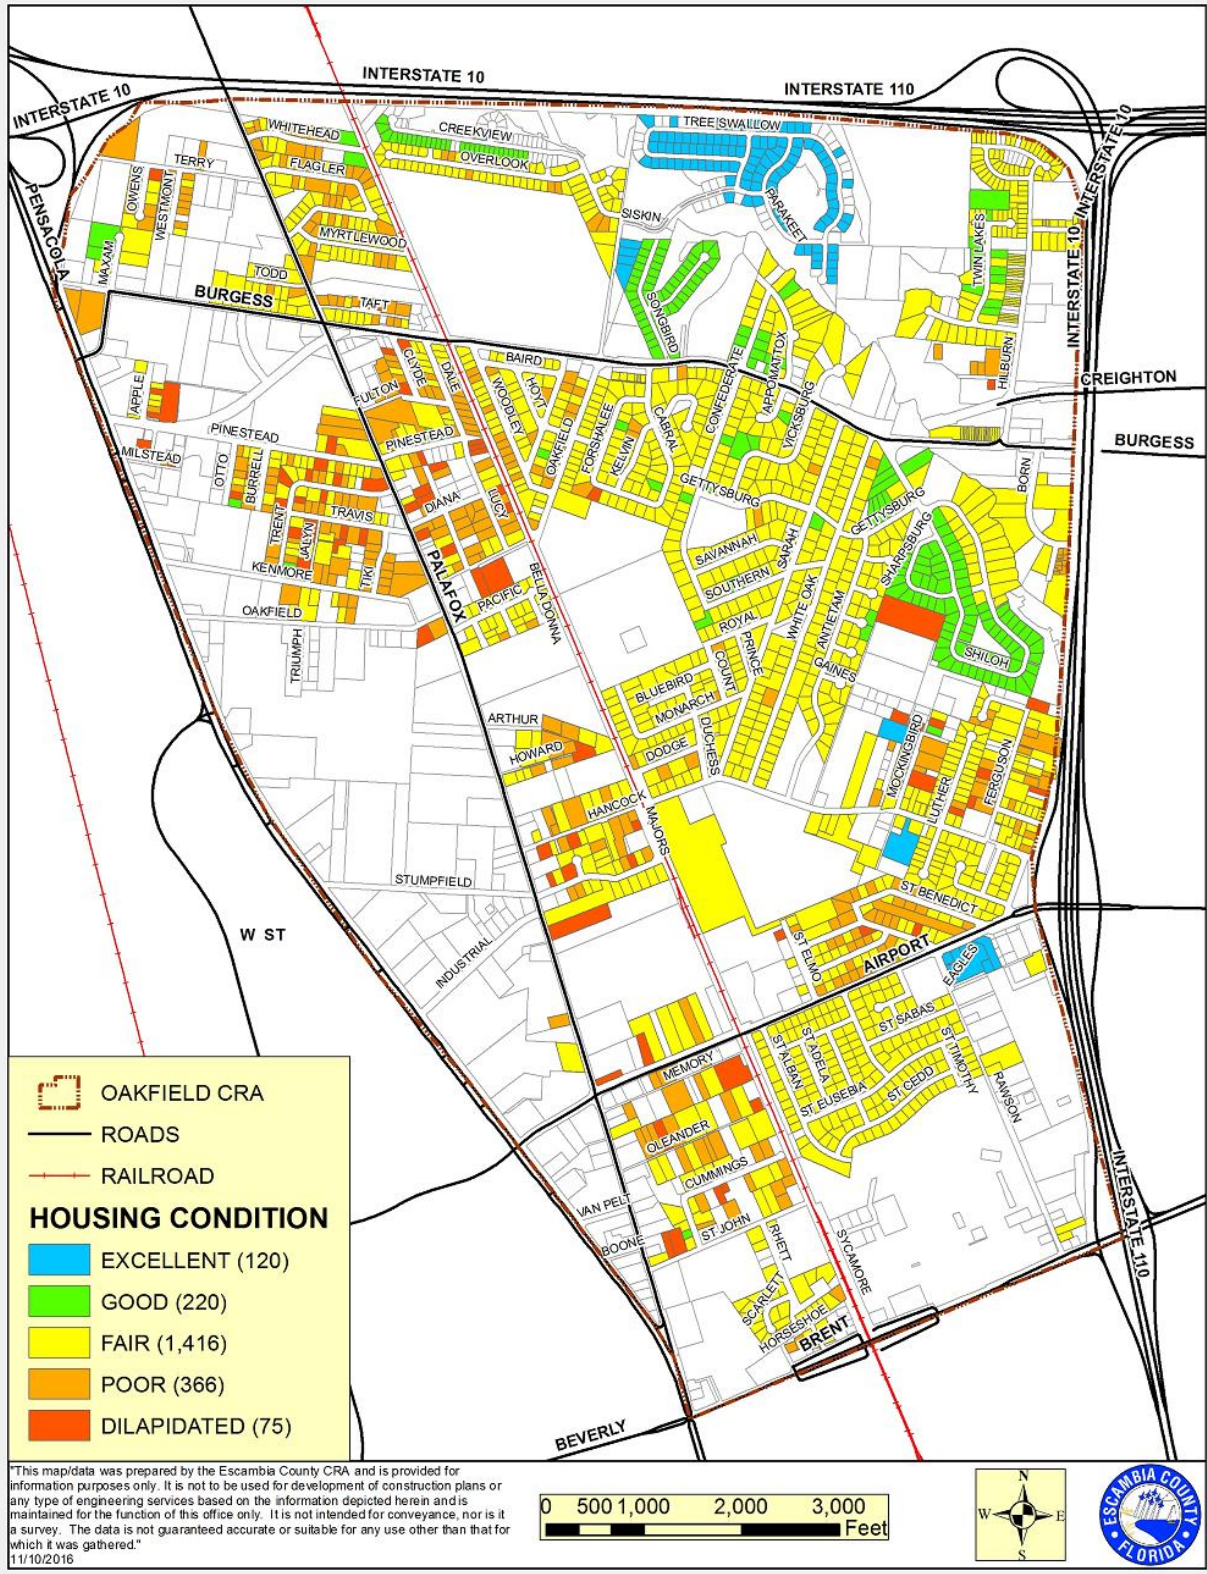 INTERSTATE 10
INTERSTATE 110
INTERSTATE 10
INTERSTATE 10
INTERSTATE 10
INTERSTATE 10
WHITEHEAD
CREEKVIEW
TREE SWALLOW
TERRY
FLAGLER
OVERLOOK
OWENS
WESTMONT
PENSACOLA
SISKIN
PARAKEET
MYRTLEWOOD
MAXAM
TWIN LAKES
TODD
BURGESS
TAFT
SONGBIRD
BAIRD
CLYDE
DALE
HILBURN
CREIGHTON
APPLE
FULTON
WOODLEY
HOYT
CONFEDERATE
APPOMATTOX
VICKSBURG
FORSHALEE
CABRAL
PINESTEAD
PINESTEAD
OAKFIELD
KELVIN
BURGESS
MILSTEAD
OTTO
BURRELL
BORN
DIANA
LUCY
GETTYSBURG
GETTYSBURG
TRENT
TRAVIS
JALYN
SAVANNAH
SARAH
SHARPSBURG
KENMORE
TIKI
PALAFOX
BELLA DONNA
SOUTHERN
PACIFIC
WHITE OAK
ANTIETAM
OAKFIELD
ROYAL
PRINCE
TRIUMPH
COUNT
GAINES
SHILOH
BLUEBIRD
MONARCH
ARTHUR
DUCHESS
HOWARD
DODGE
MOCKINGBIRD
LUTHER
FERGUSON
HANCOCK
MAJORS
STUMPFIELD
ST BENEDICT
W ST
INDUSTRIAL
ST ELMO
AIRPORT
EAGLES
ST SABAS
ST ALBAN
ST ADELA
ST TIMOTHY
MEMORY
ST EUSEBIA
ST CEDD
RAWSON
OLEANDER
CUMMINGS
VAN PELT
ST JOHN
BOONE
RHETT
SYCAMORE
INTERSTATE 110
SCARLETT
HORSESHOE
BRENT
BEVERLY
OAKFIELD CRA
ROADS
RAILROAD
HOUSING CONDITION
EXCELLENT (120)
GOOD (220)
FAIR (1,416)
POOR (366)
DILAPIDATED (75)
"This map/data was prepared by the Escambia County CRA and is provided for
information purposes only. It is not to be used for development of construction plans or
any type of engineering services based on the information depicted herein and is
maintained for the function of this office only. It is not intended for conveyance, nor is it
a survey. The data is not guaranteed accurate or suitable for any use other than that for
which it was gathered."
11/10/2016
0 500 1,000 2,000 3,000
Feet
N
W E
S
ESCAMBIA COUNTY
FLORIDA